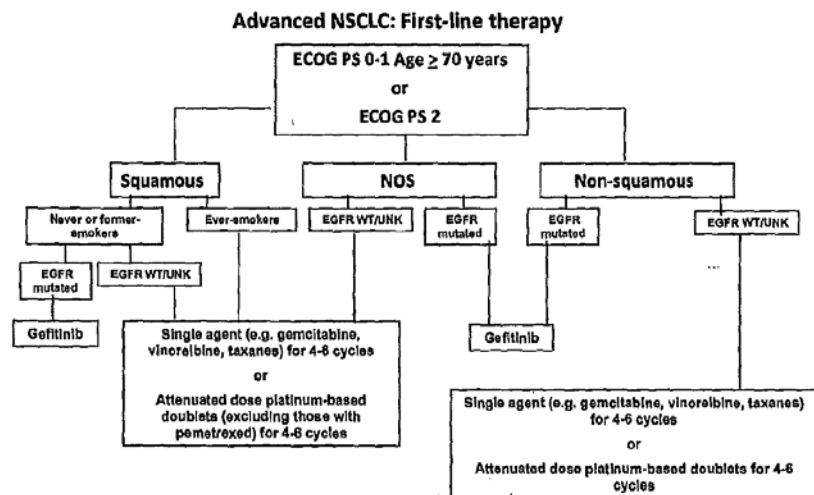 Advanced NSCLC: First-line therapy
ECOG PS 0-1 Age ≥ 70 years
or
ECOG PS 2
Squamous
NOS
Non-squamous
Never or former-
smokers
Ever-smokers
EGFR WT/UNK
EGFR
mutated
EGFR
mutated
EGFR WT/UNK
EGFR
mutated
EGFR WT/UNK
Gefitinib
Single agent (e.g. gemcitabine,
vinorelbine, taxanes) for 4-6 cycles
or
Attenuated dose platinum-based
doublets (excluding those with
pemetrexed) for 4-6 cycles
Gefitinib
Single agent (e.g. gemcitabine, vinorelbine, taxanes)
for 4-6 cycles
or
Attenuated dose platinum-based doublets for 4-6
cycles